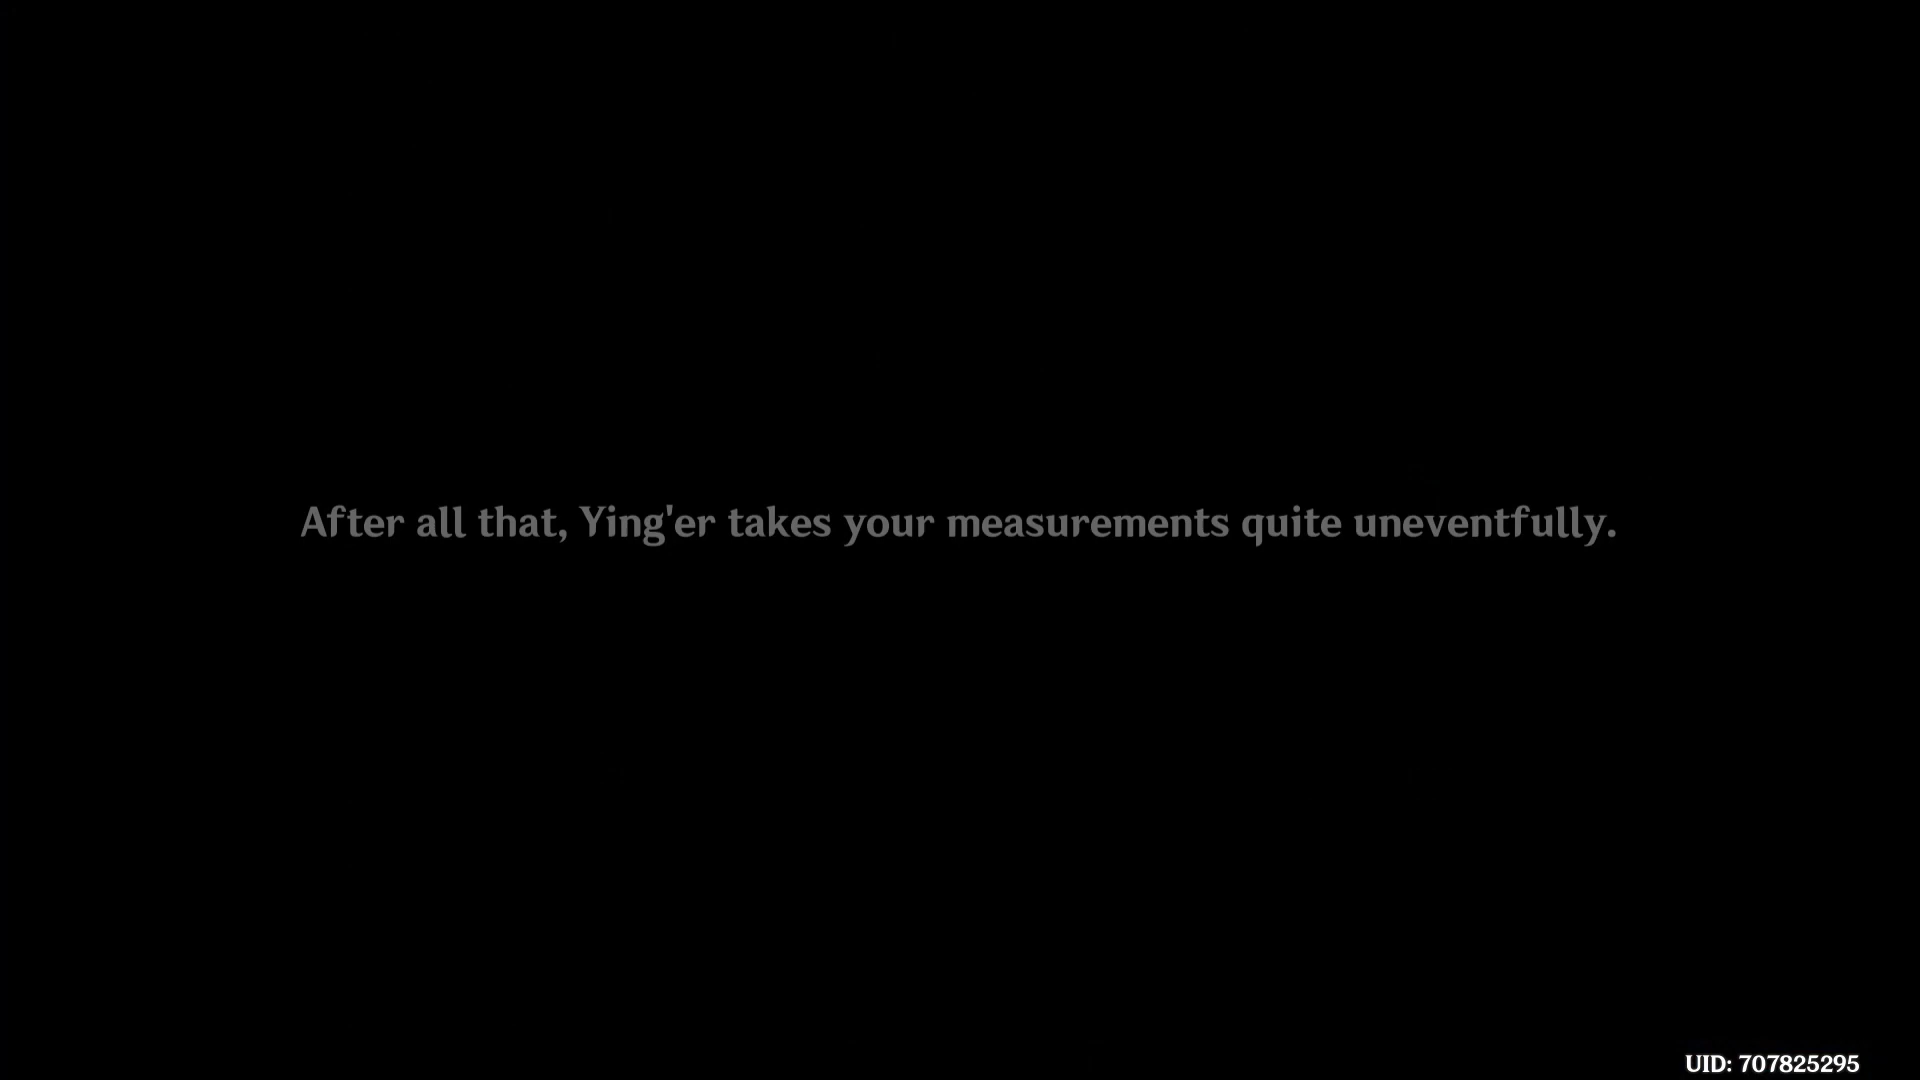 After all that, Ying'er takes your measurements quite uneventfully.
UID: 707825295